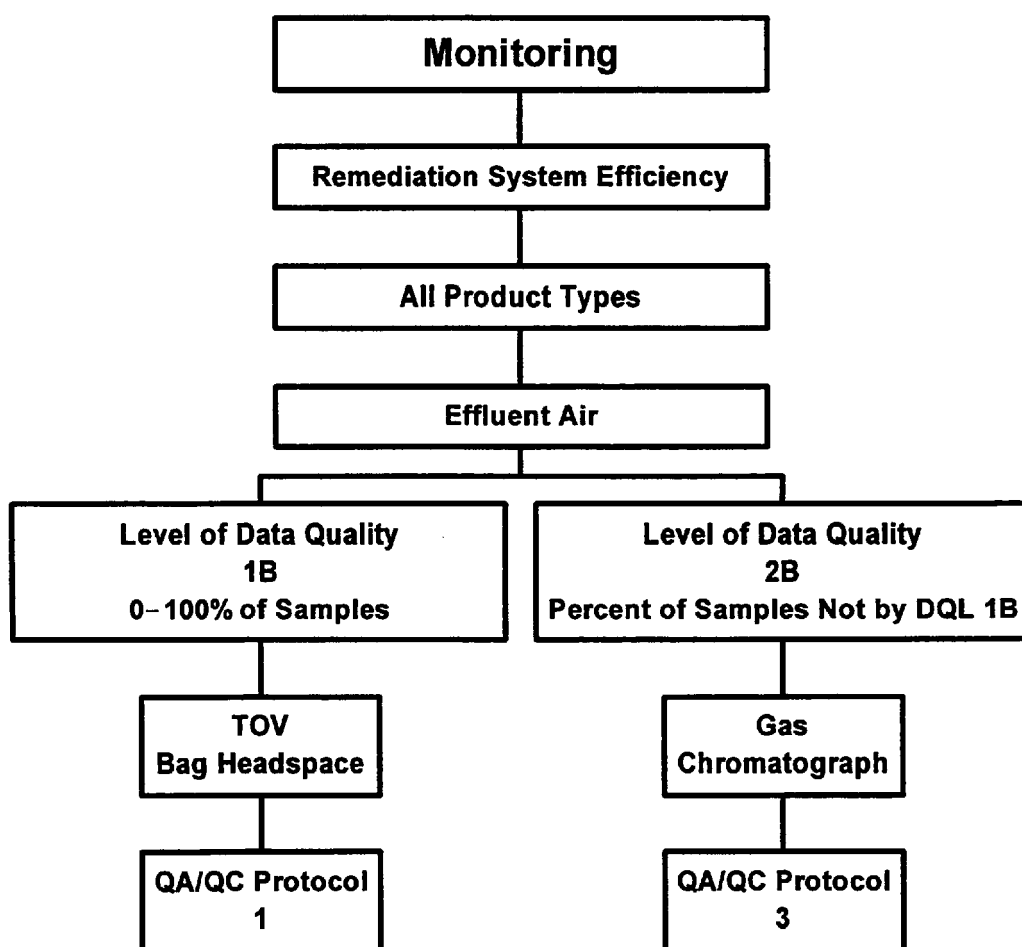 Monitoring
Remediation System Efficiency
All Product Types
Effluent Air
Level of Data Quality
1B
0–100% of Samples
Level of Data Quality
2B
Percent of Samples Not by DQL 1B
TOV
Bag Headspace
Gas
Chromatograph
QA/QC Protocol
1
QA/QC Protocol
3